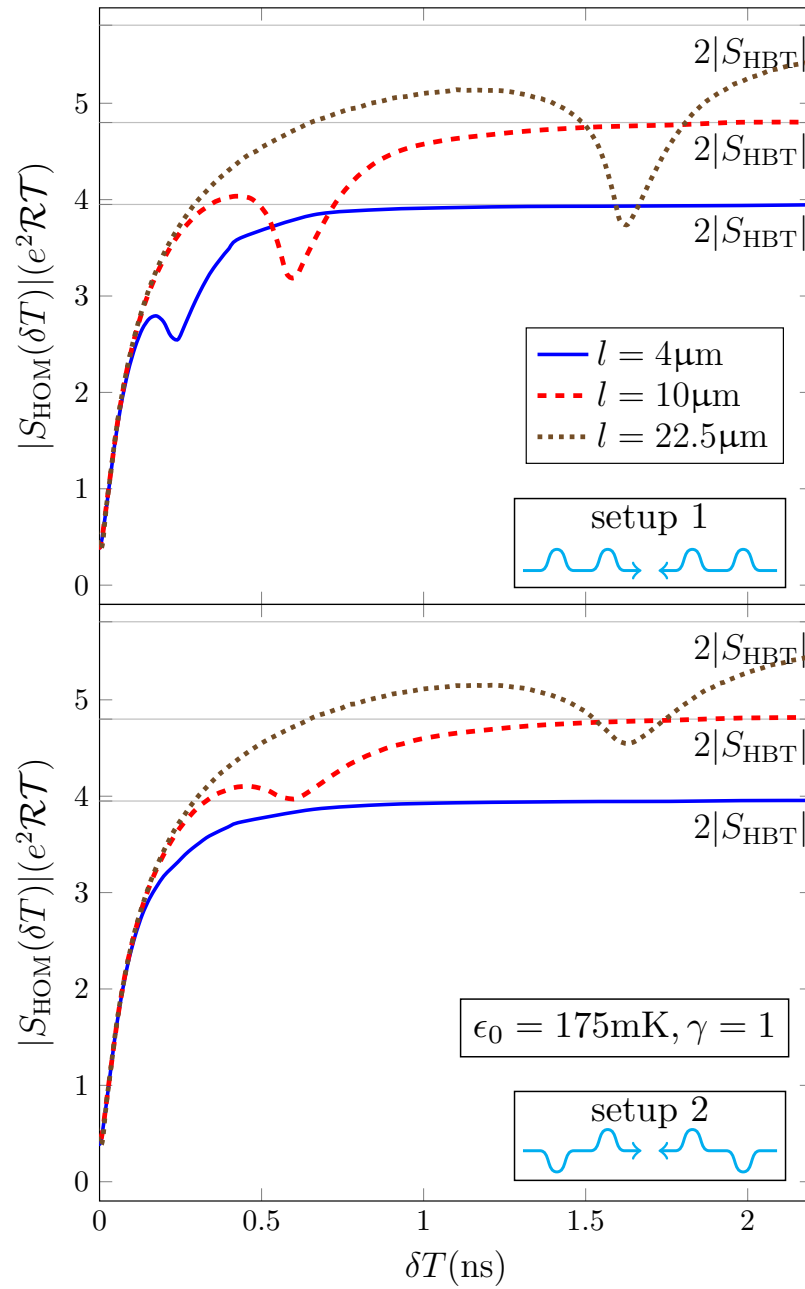 |S_HOM(δT)|(e²ℛ𝒯)
5
4
3
2
1
0
2|S_HBT|
2|S_HBT|
2|S_HBT|
l = 4μm
l = 10μm
l = 22.5μm
setup 1
|S_HOM(δT)|(e²ℛ𝒯)
5
4
3
2
1
0
2|S_HBT|
2|S_HBT|
2|S_HBT|
ϵ₀ = 175mK, γ = 1
setup 2
0
0.5
1
1.5
2
δT(ns)